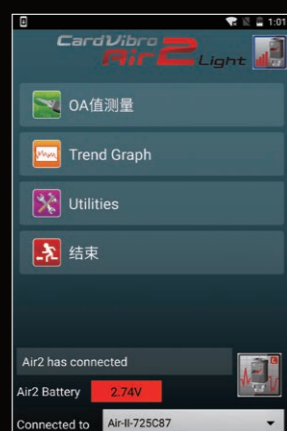 1:01
CardVibro
Air2 Light
OA值测量
Trend Graph
Utilities
结束
Air2 has connected
Air2 Battery 2.74V
Connected to Air-II-725C87